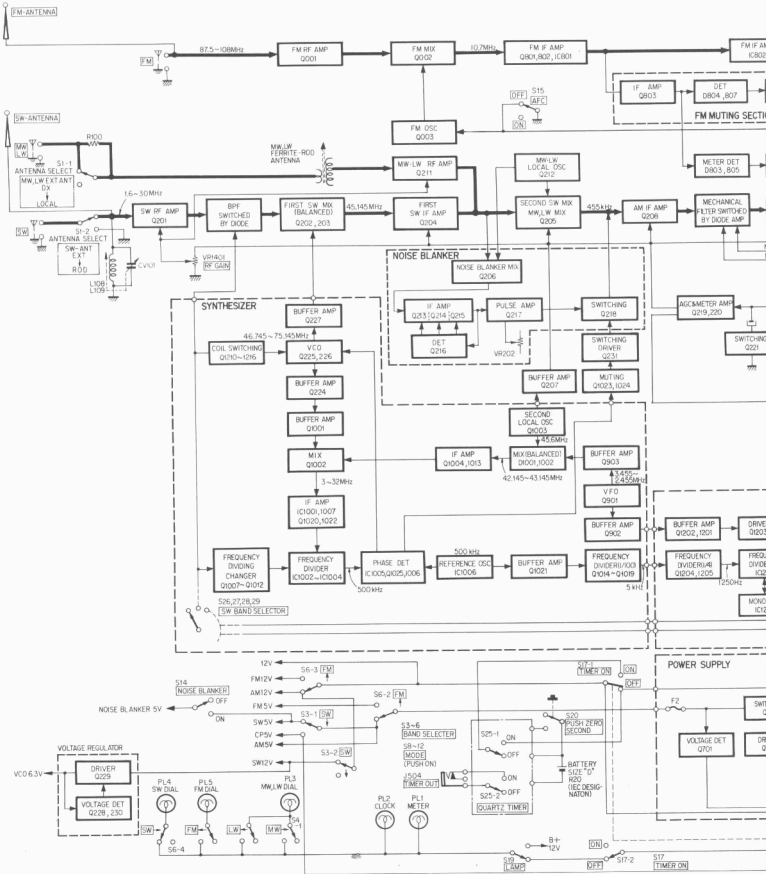 FM-ANTENNA
FM
87.5~108MHz
FM RF AMP
Q001
FM MIX
Q002
10.7MHz
FM IF AMP
Q801,802, IC801
FM IF AM
IC802
OFF
S15
AFC
ON
IF AMP
Q803
DET
D804, 807
FM MUTING SECTI
FM OSC
Q003
SW-ANTENNA
R100
MW
LW
S1-1
ANTENNA SELECT
MW,LW EXT ANT
DX
LOCAL
MW,LW
FERRITE-ROD
ANTENNA
MW-LW RF AMP
Q211
MW-LW
LOCAL OSC
Q212
METER DET
D803, 805
1.6~30MHz
SW
S1-2
ANTENNA SELECT
SW-ANT
EXT
ROD
L108
L109
CV101
SW RF AMP
Q201
BPF
SWITCHED
BY DIODE
FIRST SW MIX
(BALANCED)
Q202, 203
45.145MHz
FIRST
SW IF AMP
Q204
SECOND SW MIX
MW,LW MIX
Q205
455kHz
AM IF AMP
Q208
MECHANICAL
FILTER SWITCHED
BY DIODE AMP
VR1401
RF GAIN
NOISE BLANKER
NOISE BLANKER MIX
Q206
IF AMP
Q213 Q214 Q215
PULSE AMP
Q217
SWITCHING
Q218
DET
Q216
VR202
AGC&METER AMP
Q219,220
SWITCHING
Q221
SYNTHESIZER
BUFFER AMP
Q227
46.745~75.145MHz
COIL SWITCHING
Q1210~1216
VCO
Q225, 226
BUFFER AMP
Q224
BUFFER AMP
Q1001
MIX
Q1002
3~32MHz
IF AMP
IC1001, 1007
Q1020, 1022
BUFFER AMP
Q207
SWITCHING
DRIVER
Q231
MUTING
Q1023, 1024
SECOND
LOCAL OSC
Q1003
45.6MHz
IF AMP
Q1004, 1013
MIX(BALANCED)
D1001,1002
42.145~43.145MHz
BUFFER AMP
Q903
3.455~
2.455MHz
VFO
Q901
BUFFER AMP
Q902
BUFFER AMP
Q1202, 1201
DRIVE
Q1203
FREQUENCY
DIVIDING
CHANGER
Q1007~Q1012
FREQUENCY
DIVIDER
IC1002~IC1004
500kHz
PHASE DET
IC1005,Q1025,1006
500kHz
REFERENCE OSC
IC1006
BUFFER AMP
Q1021
FREQUENCY
DIVIDER(1/100)
Q1014~Q1019
5kHz
FREQUENCY
DIVIDER(1/4)
Q1204, 1205
1250Hz
MONO
S26,27,28,29
SW BAND SELECTOR
POWER SUPPLY
12V
FM12V
AM12V
FM5V
SW5V
CP5V
AM5V
SW12V
S6-3 FM
S6-2 FM
S3-1 SW
S3-2 SW
S14
NOISE BLANKER
OFF
ON
NOISE BLANKER 5V
S17-1
TIMER ON
ON
OFF
F2
VOLTAGE DET
Q701
S3~6
BAND SELECTER
S9~12
MODE
(PUSH ON)
J504
TIMER OUT
S25-1
ON
OFF
S25-2
ON
OFF
QUARTZ TIMER
S20
PUSH ZERO
SECOND
BATTERY
SIZE "D"
R20
(IEC DESIG-
NATON)
VOLTAGE REGULATOR
VCO 6.3V
DRIVER
Q229
VOLTAGE DET
Q228, 230
PL4
SW DIAL
PL5
FM DIAL
PL3
MW,LW DIAL
PL2
CLOCK
PL1
METER
SW
FM
LW
MW
S4
-1
S6-4
B+
12V
S19
LAMP
ON
OFF
S17-2
S17
TIMER ON